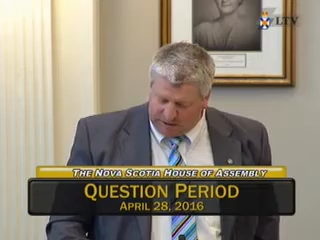 LTV
THE NOVA SCOTIA HOUSE OF ASSEMBLY
QUESTION PERIOD
APRIL 28, 2016